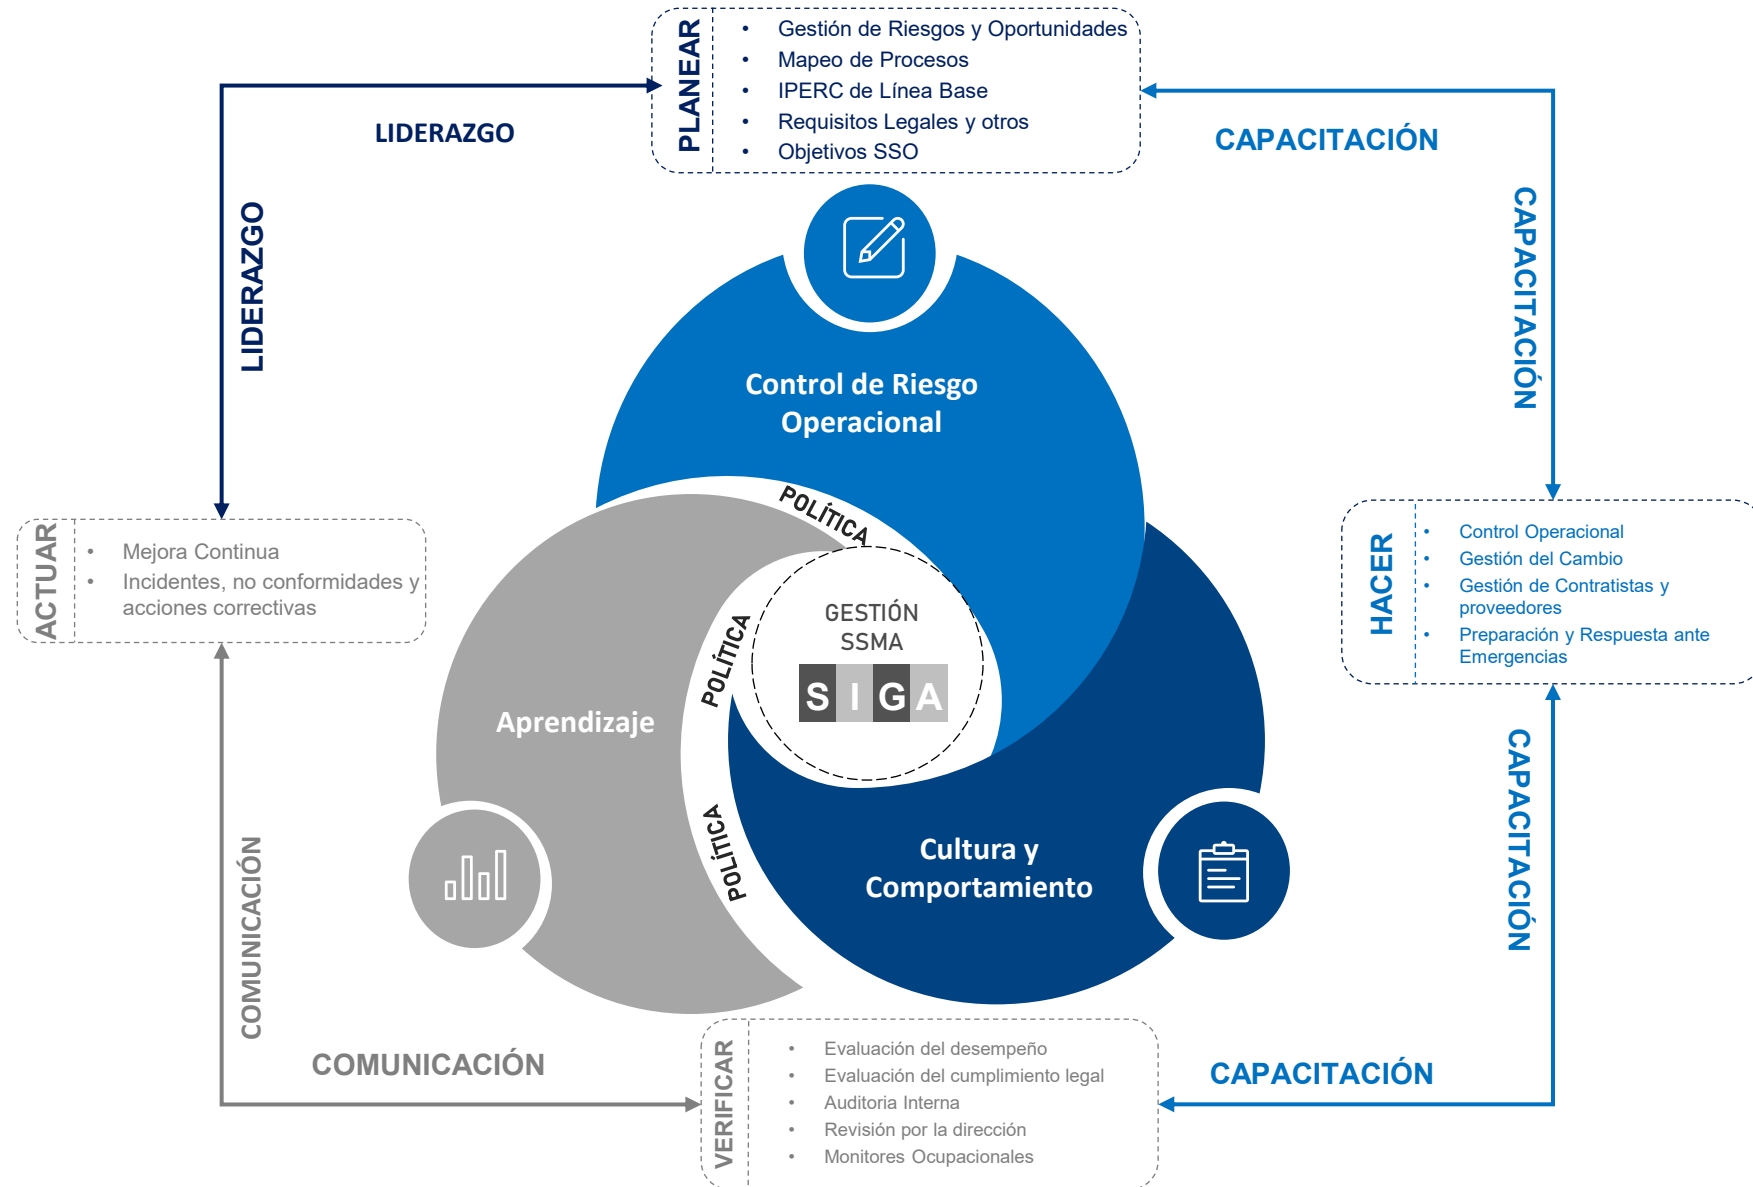 PLANEAR
• Gestión de Riesgos y Oportunidades
• Mapeo de Procesos
• IPERC de Línea Base
• Requisitos Legales y otros
• Objetivos SSO
LIDERAZGO
CAPACITACIÓN
LIDERAZGO
CAPACITACIÓN
Control de Riesgo
Operacional
POLÍTICA
ACTUAR
• Mejora Continua
• Incidentes, no conformidades y
acciones correctivas
HACER
• Control Operacional
• Gestión del Cambio
• Gestión de Contratistas y
proveedores
• Preparación y Respuesta ante
Emergencias
GESTIÓN
SSMA
SIGA
POLÍTICA
Aprendizaje
POLÍTICA
Cultura y
Comportamiento
COMUNICACIÓN
CAPACITACIÓN
COMUNICACIÓN
CAPACITACIÓN
VERIFICAR
• Evaluación del desempeño
• Evaluación del cumplimiento legal
• Auditoria Interna
• Revisión por la dirección
• Monitores Ocupacionales